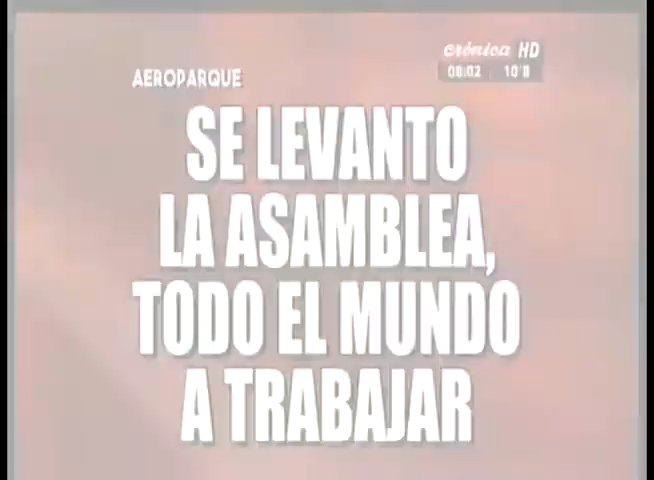 crónica HD
08:02 10°8
AEROPARQUE
SE LEVANTO
LA ASAMBLEA,
TODO EL MUNDO
A TRABAJAR